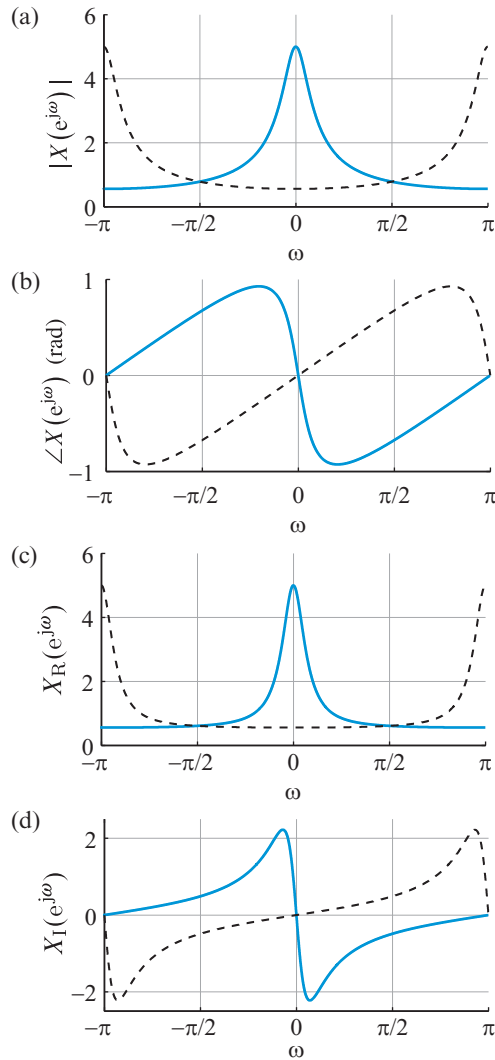 (a)
|X(e^jω)|
6
4
2
0
−π −π/2 0 π/2 π
ω
(b)
∠X(e^jω) (rad)
1
0
−1
−π −π/2 0 π/2 π
ω
(c)
X_R(e^jω)
6
4
2
0
−π −π/2 0 π/2 π
ω
(d)
X_I(e^jω)
2
0
−2
−π −π/2 0 π/2 π
ω